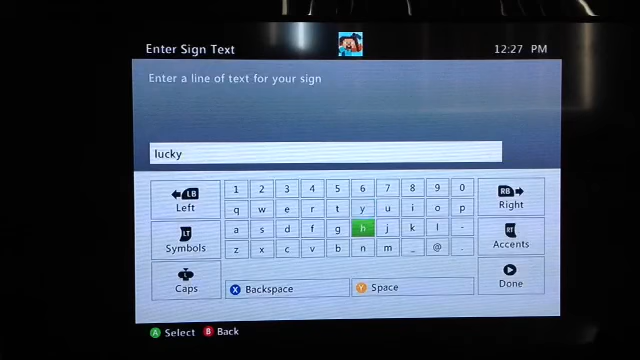 Enter Sign Text
12:27 PM
Enter a line of text for your sign
lucky
LB
Left
1 2 3 4 5 6 7 8 9 0
RB
Right
q w e r t y u i o p
LT
Symbols
a s d f g h j k l -
RT
Accents
z x c v b n m _ @ .
L
Caps
X Backspace
Y Space
Done
A Select B Back